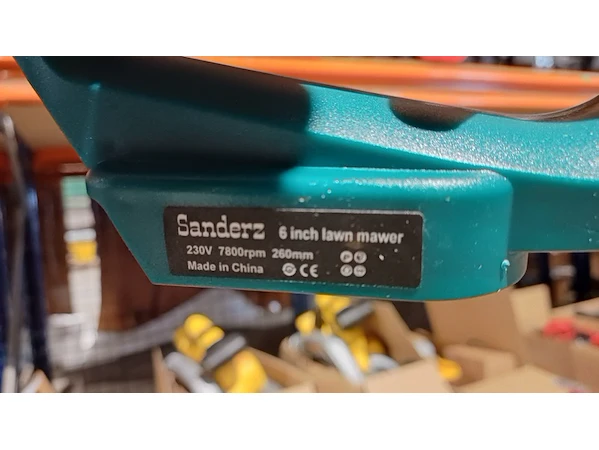 Sanderz 6 inch lawn mawer
230V 7800rpm 260mm
Made in China CE